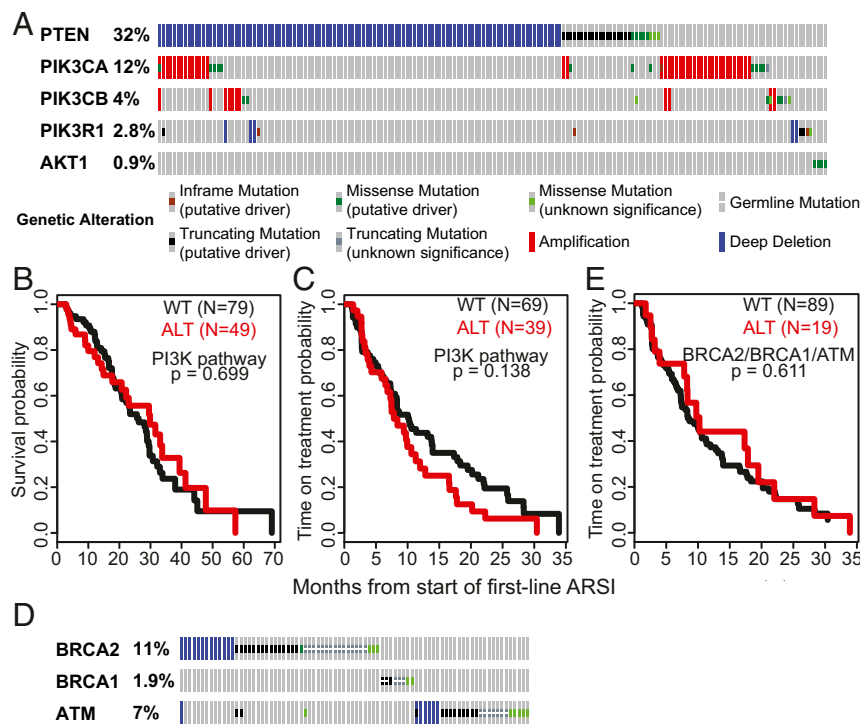 A
PTEN 32%
PIK3CA 12%
PIK3CB 4%
PIK3R1 2.8%
AKT1 0.9%
Genetic Alteration
Inframe Mutation (putative driver)
Missense Mutation (putative driver)
Missense Mutation (unknown significance)
Germline Mutation
Truncating Mutation (putative driver)
Truncating Mutation (unknown significance)
Amplification
Deep Deletion
B
Survival probability
1.0
0.8
0.6
0.4
0.2
0.0
WT (N=79)
ALT (N=49)
PI3K pathway
p = 0.699
0 10 20 30 40 50 60 70
C
Time on treatment probability
1.0
0.8
0.6
0.4
0.2
0.0
WT (N=69)
ALT (N=39)
PI3K pathway
p = 0.138
0 5 10 15 20 25 30 35
E
Time on treatment probability
1.0
0.8
0.6
0.4
0.2
0.0
WT (N=89)
ALT (N=19)
BRCA2/BRCA1/ATM
p = 0.611
0 5 10 15 20 25 30 35
Months from start of first-line ARSI
D
BRCA2 11%
BRCA1 1.9%
ATM 7%